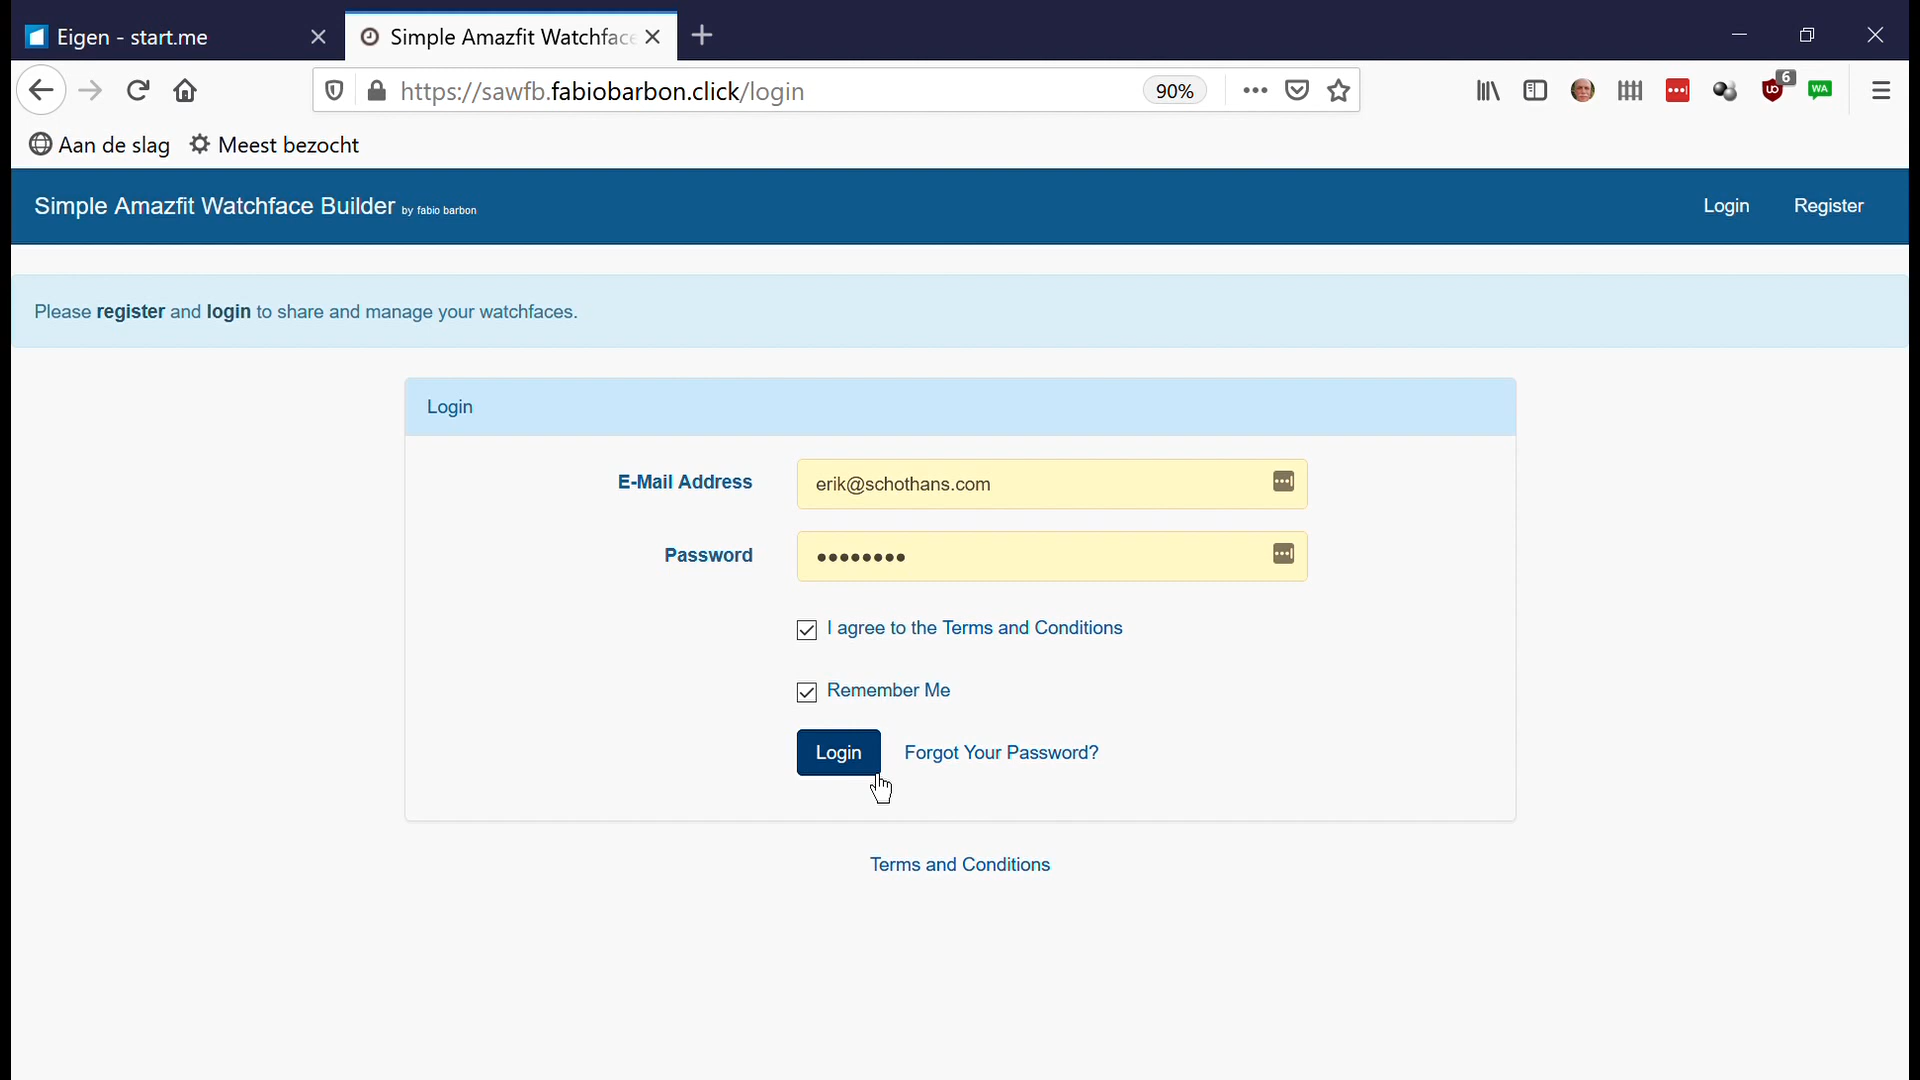 Eigen - start.me
Simple Amazfit Watchface
https://sawfb.fabiobarbon.click/login
90%
6
WA
Aan de slag
Meest bezocht
Simple Amazfit Watchface Builder by fabio barbon
Login
Register
Please register and login to share and manage your watchfaces.
Login
E-Mail Address
erik@schothans.com
Password
I agree to the Terms and Conditions
Remember Me
Login
Forgot Your Password?
Terms and Conditions